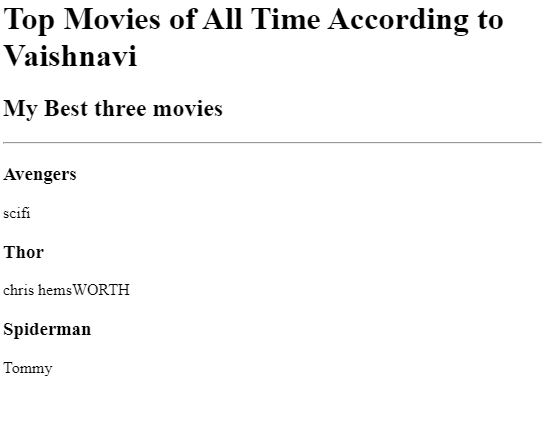 Top Movies of All Time According to
Vaishnavi
My Best three movies
Avengers
scifi
Thor
chris hemsWORTH
Spiderman
Tommy